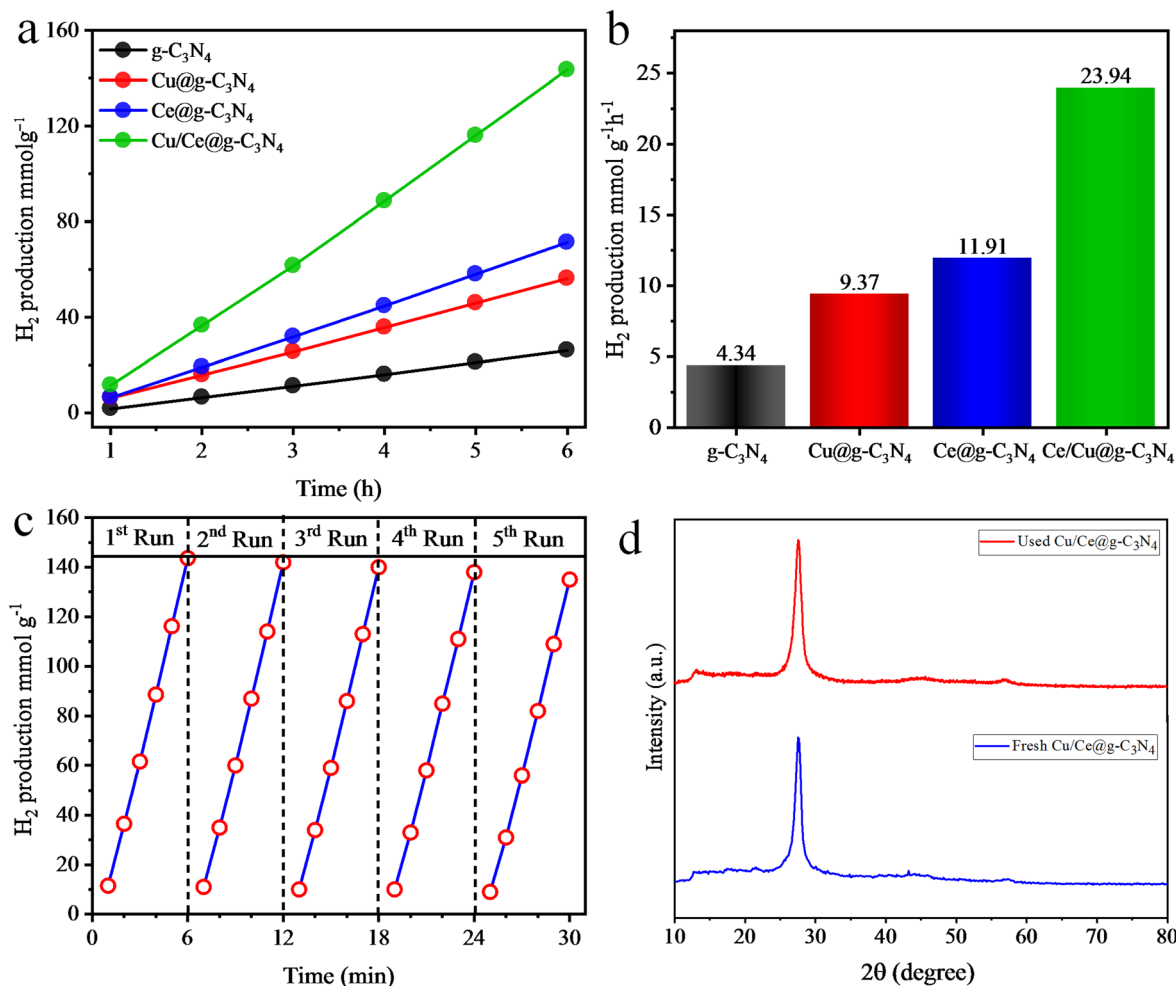 a
160
120
80
40
0
H₂ production mmolg⁻¹
g-C₃N₄
Cu@g-C₃N₄
Ce@g-C₃N₄
Cu/Ce@g-C₃N₄
1 2 3 4 5 6
Time (h)
b
25
20
15
10
5
0
H₂ production mmol g⁻¹h⁻¹
4.34
9.37
11.91
23.94
g-C₃N₄ Cu@g-C₃N₄ Ce@g-C₃N₄ Ce/Cu@g-C₃N₄
c
160
140
120
100
80
60
40
20
0
H₂ production mmol g⁻¹
1ˢᵗ Run 2ⁿᵈ Run 3ʳᵈ Run 4ᵗʰ Run 5ᵗʰ Run
0 6 12 18 24 30
Time (min)
d
Intensity (a.u.)
Used Cu/Ce@g-C₃N₄
Fresh Cu/Ce@g-C₃N₄
10 20 30 40 50 60 70 80
2θ (degree)